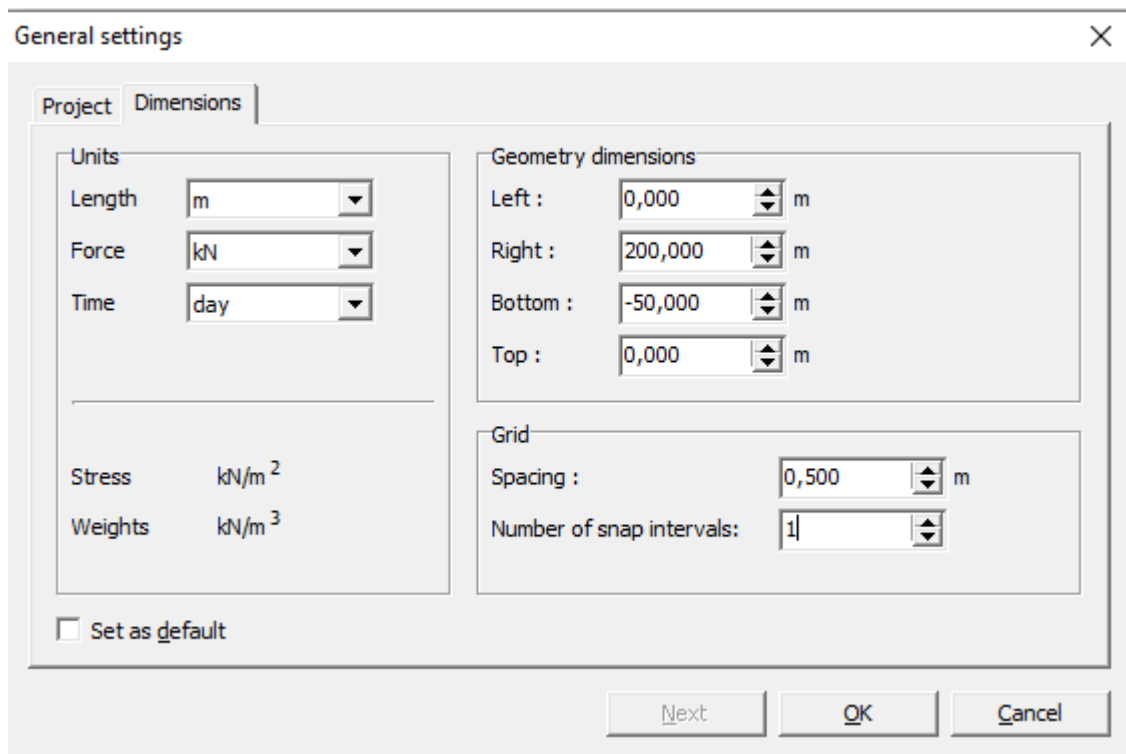 General settings
Project Dimensions
Units
Length m
Force kN
Time day
Stress kN/m²
Weights kN/m³
Geometry dimensions
Left : 0,000 m
Right : 200,000 m
Bottom : -50,000 m
Top : 0,000 m
Grid
Spacing : 0,500 m
Number of snap intervals: 1
Set as default
Next OK Cancel